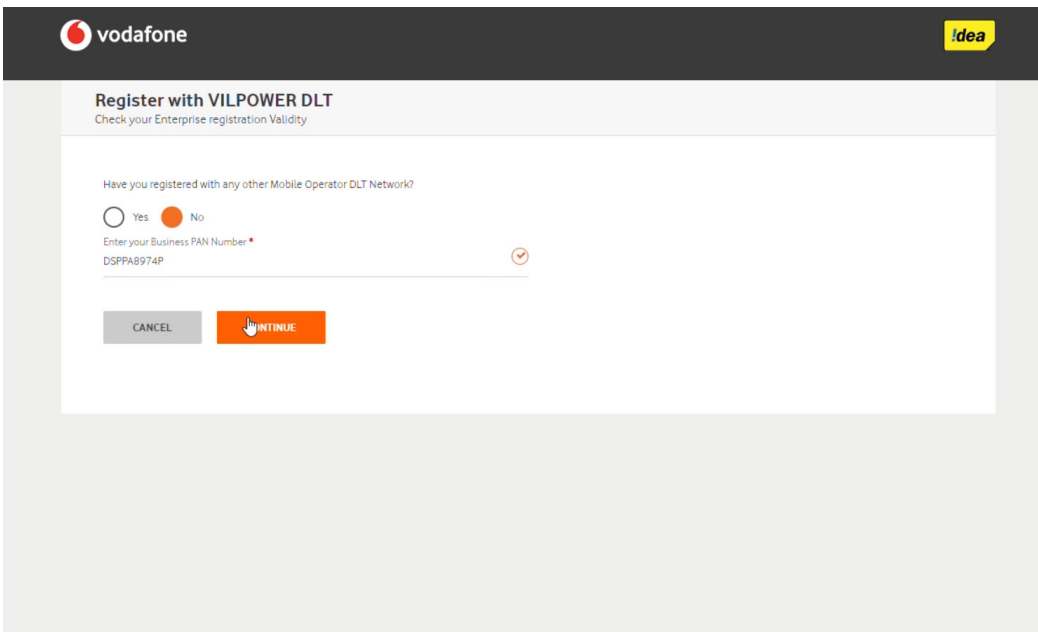 vodafone
!dea
Register with VILPOWER DLT
Check your Enterprise registration Validity
Have you registered with any other Mobile Operator DLT Network?
Yes No
Enter your Business PAN Number *
DSPPA8974P
CANCEL
ONTINUE